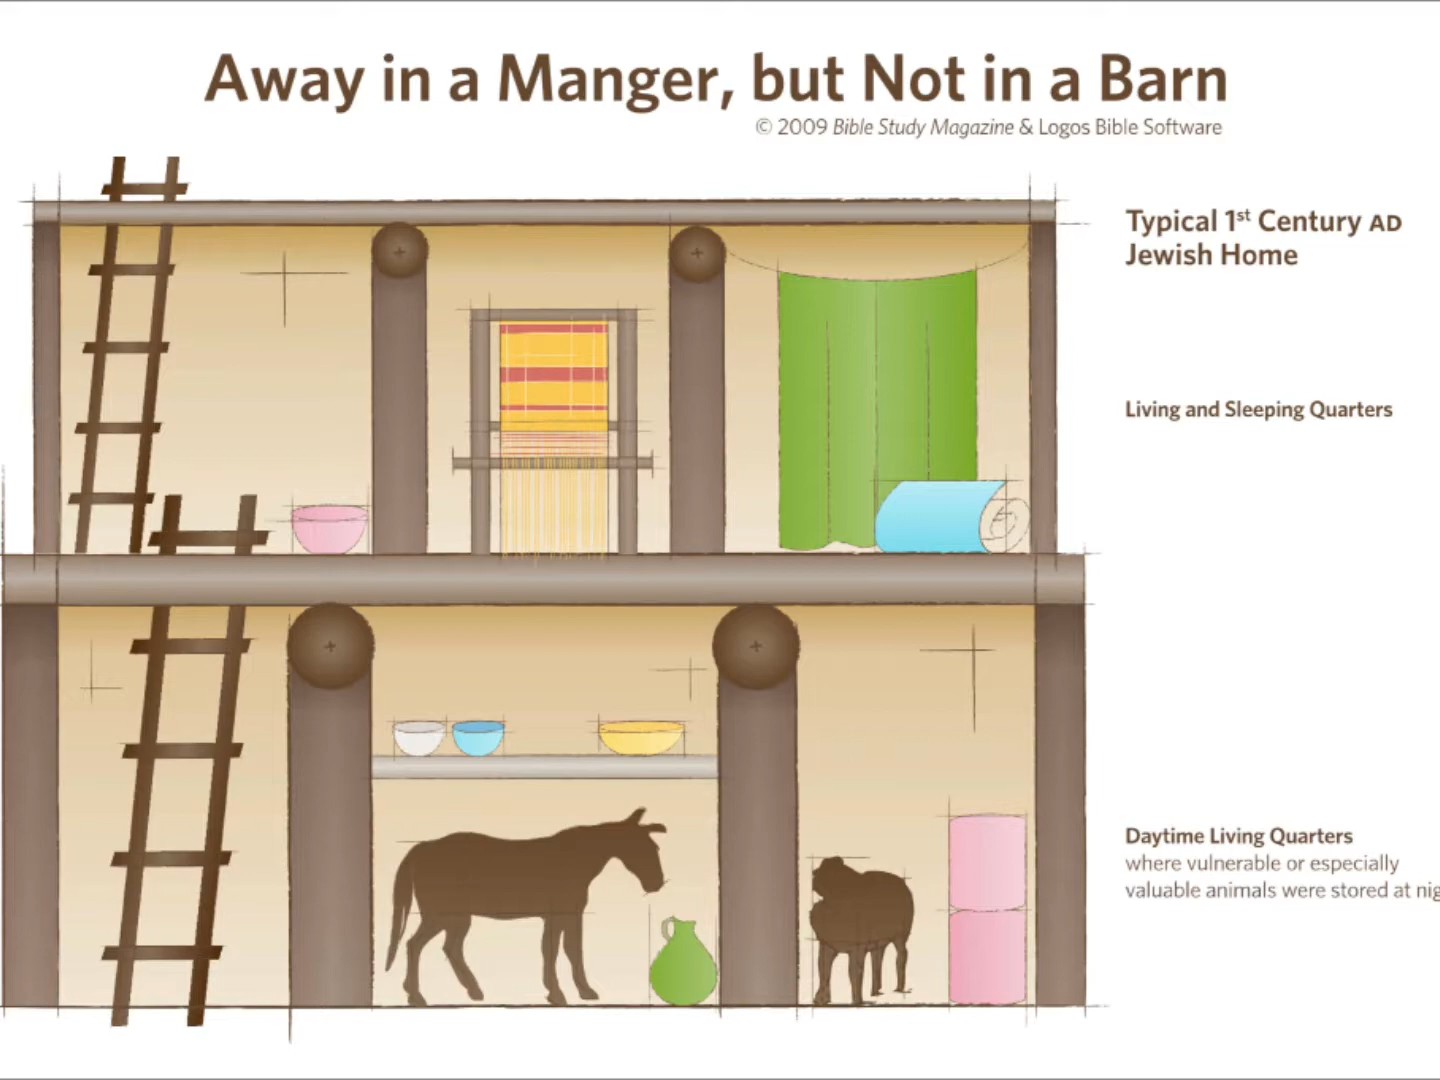 Away in a Manger, but Not in a Barn
© 2009 Bible Study Magazine & Logos Bible Software
Typical 1st Century AD
Jewish Home
Living and Sleeping Quarters
Daytime Living Quarters
where vulnerable or especially
valuable animals were stored at nig